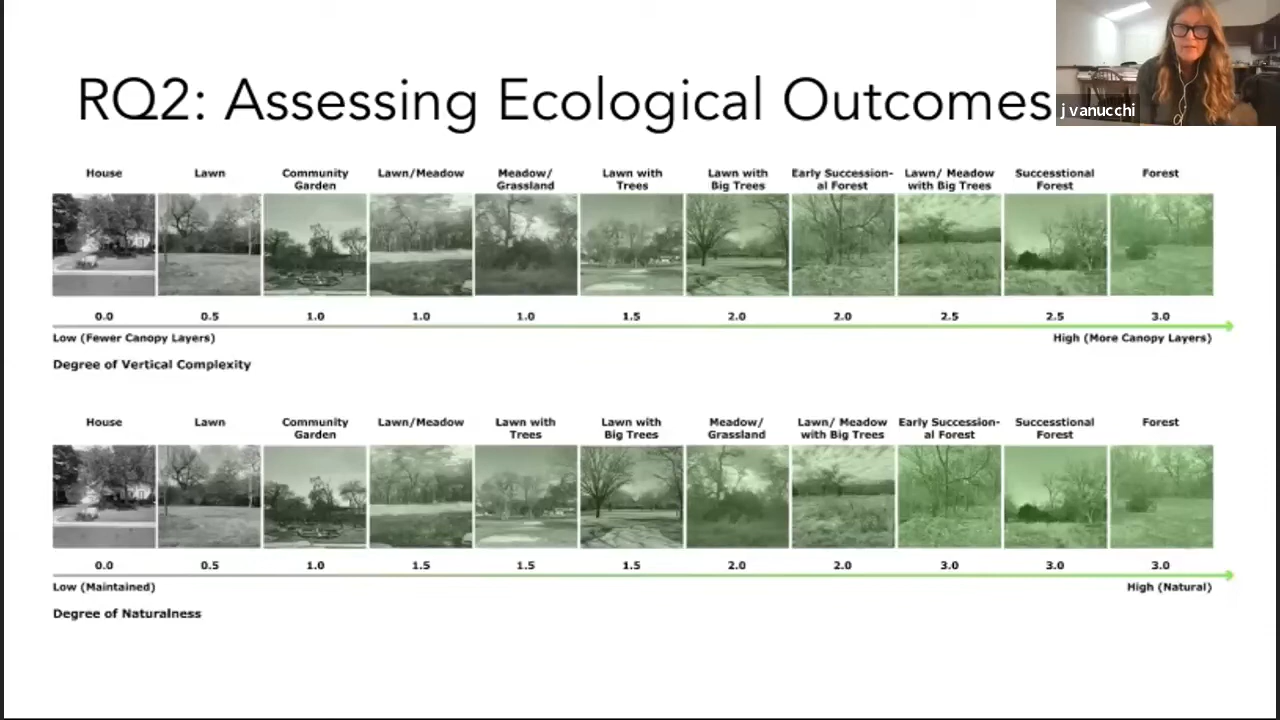 RQ2: Assessing Ecological Outcomes
j vanucchi
House
Lawn
Community
Garden
Lawn/Meadow
Meadow/
Grassland
Lawn with
Trees
Lawn with
Big Trees
Early Succession-
al Forest
Lawn/ Meadow
with Big Trees
Successtional
Forest
Forest
0.0 0.5 1.0 1.0 1.0 1.5 2.0 2.0 2.5 2.5 3.0
Low (Fewer Canopy Layers)
High (More Canopy Layers)
Degree of Vertical Complexity
House
Lawn
Community
Garden
Lawn/Meadow
Lawn with
Trees
Lawn with
Big Trees
Meadow/
Grassland
Lawn/ Meadow
with Big Trees
Early Succession-
al Forest
Successtional
Forest
Forest
0.0 0.5 1.0 1.5 1.5 1.5 2.0 2.0 3.0 3.0 3.0
Low (Maintained)
High (Natural)
Degree of Naturalness